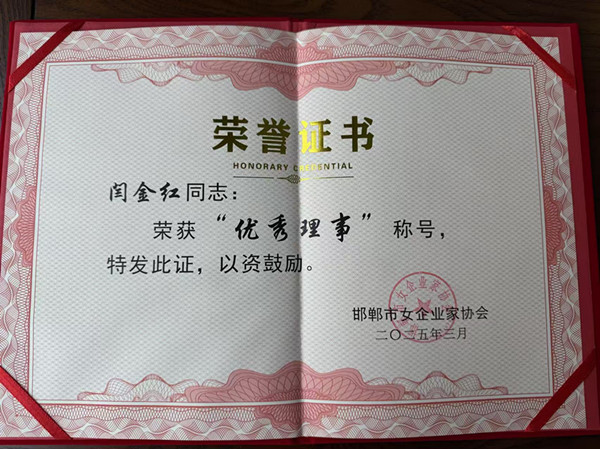 荣誉证书
HONORARY CREDENTIAL
闫金红同志：
荣获“优秀理事”称号，
特发此证，以资鼓励。
邯郸市女企业家协会
二〇二五年三月